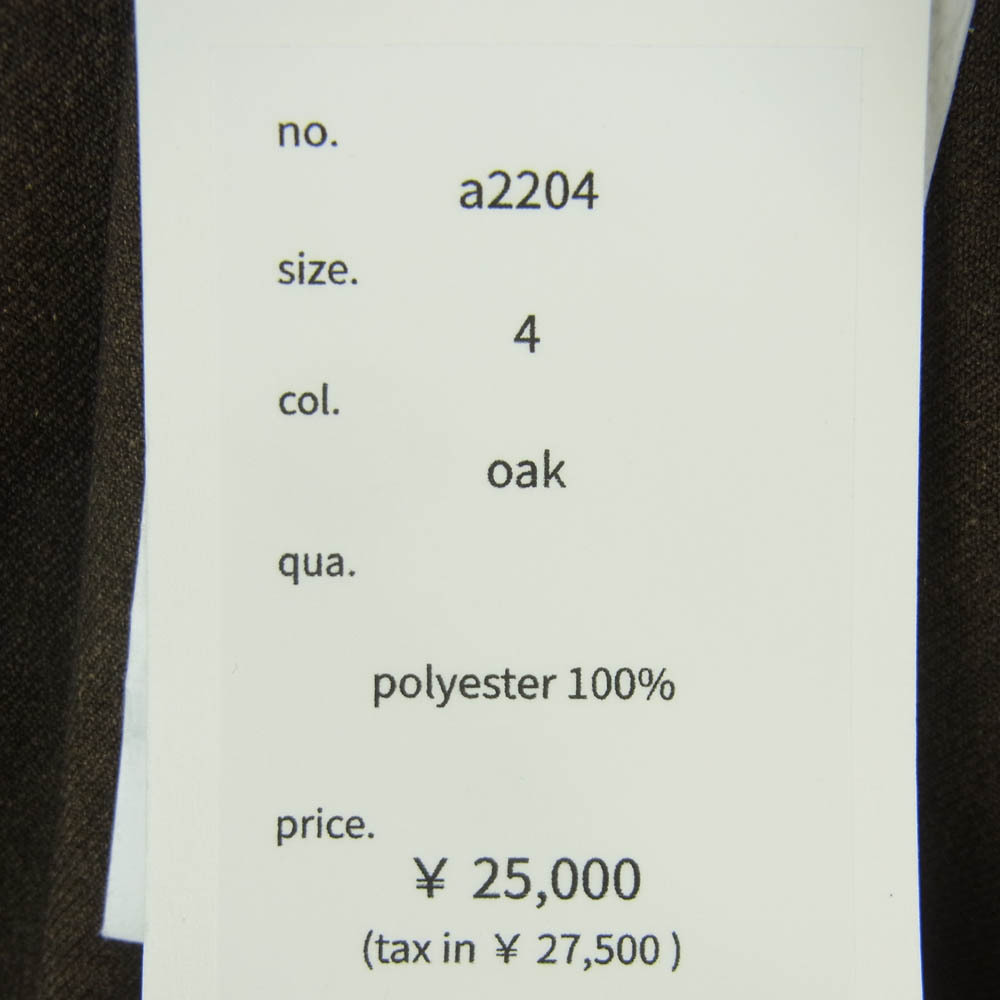 no.
a2204
size.
4
col.
oak
qua.
polyester 100%
price.
¥ 25,000
(tax in ¥ 27,500 )